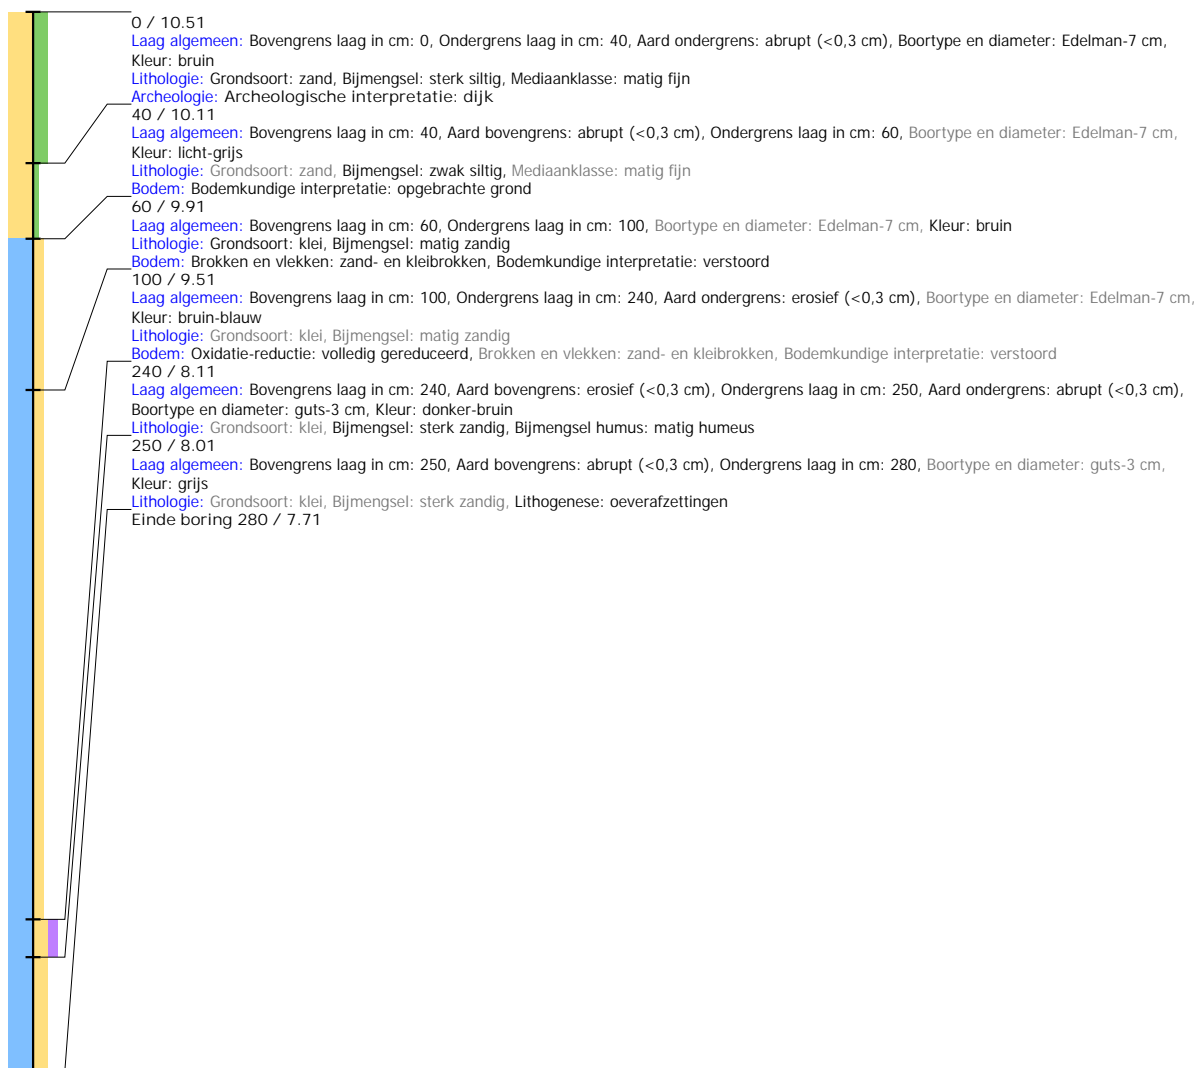 0 / 10.51
Laag algemeen: Bovengrens laag in cm: 0, Ondergrens laag in cm: 40, Aard ondergrens: abrupt (<0,3 cm), Boortype en diameter: Edelman-7 cm,
Kleur: bruin
Lithologie: Grondsoort: zand, Bijmengsel: sterk siltig, Mediaanklasse: matig fijn
Archeologie: Archeologische interpretatie: dijk
40 / 10.11
Laag algemeen: Bovengrens laag in cm: 40, Aard bovengrens: abrupt (<0,3 cm), Ondergrens laag in cm: 60, Boortype en diameter: Edelman-7 cm,
Kleur: licht-grijs
Lithologie: Grondsoort: zand, Bijmengsel: zwak siltig, Mediaanklasse: matig fijn
Bodem: Bodemkundige interpretatie: opgebrachte grond
60 / 9.91
Laag algemeen: Bovengrens laag in cm: 60, Ondergrens laag in cm: 100, Boortype en diameter: Edelman-7 cm, Kleur: bruin
Lithologie: Grondsoort: klei, Bijmengsel: matig zandig
Bodem: Brokken en vlekken: zand- en kleibrokken, Bodemkundige interpretatie: verstoord
100 / 9.51
Laag algemeen: Bovengrens laag in cm: 100, Ondergrens laag in cm: 240, Aard ondergrens: erosief (<0,3 cm), Boortype en diameter: Edelman-7 cm,
Kleur: bruin-blauw
Lithologie: Grondsoort: klei, Bijmengsel: matig zandig
Bodem: Oxidatie-reductie: volledig gereduceerd, Brokken en vlekken: zand- en kleibrokken, Bodemkundige interpretatie: verstoord
240 / 8.11
Laag algemeen: Bovengrens laag in cm: 240, Aard bovengrens: erosief (<0,3 cm), Ondergrens laag in cm: 250, Aard ondergrens: abrupt (<0,3 cm),
Boortype en diameter: guts-3 cm, Kleur: donker-bruin
Lithologie: Grondsoort: klei, Bijmengsel: sterk zandig, Bijmengsel humus: matig humeus
250 / 8.01
Laag algemeen: Bovengrens laag in cm: 250, Aard bovengrens: abrupt (<0,3 cm), Ondergrens laag in cm: 280, Boortype en diameter: guts-3 cm,
Kleur: grijs
Lithologie: Grondsoort: klei, Bijmengsel: sterk zandig, Lithogenese: oeverafzettingen
Einde boring 280 / 7.71